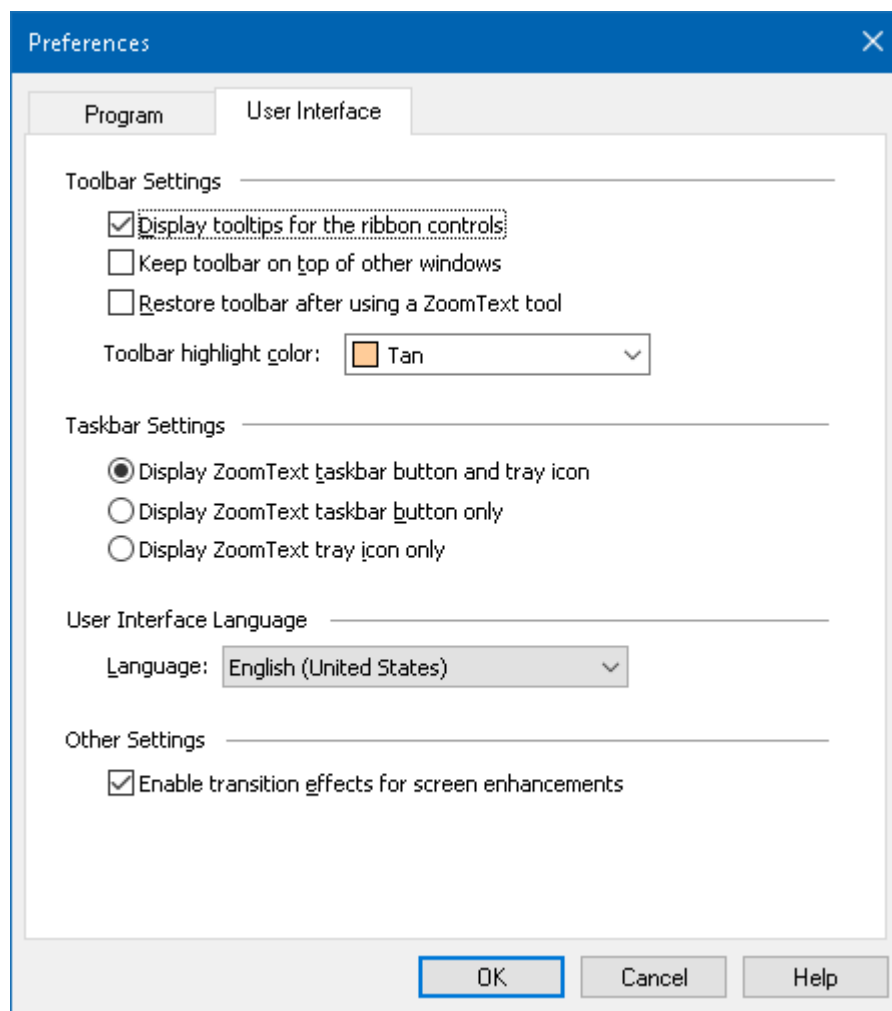 Preferences
Program
User Interface
Toolbar Settings
Display tooltips for the ribbon controls
Keep toolbar on top of other windows
Restore toolbar after using a ZoomText tool
Toolbar highlight color: Tan
Taskbar Settings
Display ZoomText taskbar button and tray icon
Display ZoomText taskbar button only
Display ZoomText tray icon only
User Interface Language
Language: English (United States)
Other Settings
Enable transition effects for screen enhancements
OK Cancel Help